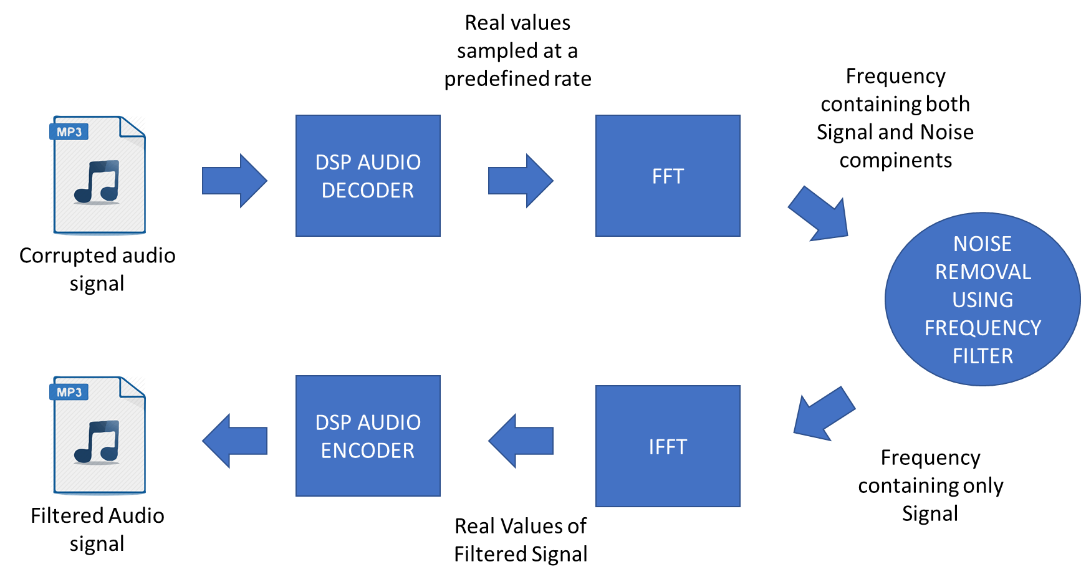 Real values
sampled at a
predefined rate
Frequency
containing both
Signal and Noise
compinents
MP3
DSP AUDIO
DECODER
FFT
Corrupted audio
signal
NOISE
REMOVAL
USING
FREQUENCY
FILTER
MP3
DSP AUDIO
ENCODER
IFFT
Frequency
containing only
Signal
Filtered Audio
signal
Real Values of
Filtered Signal